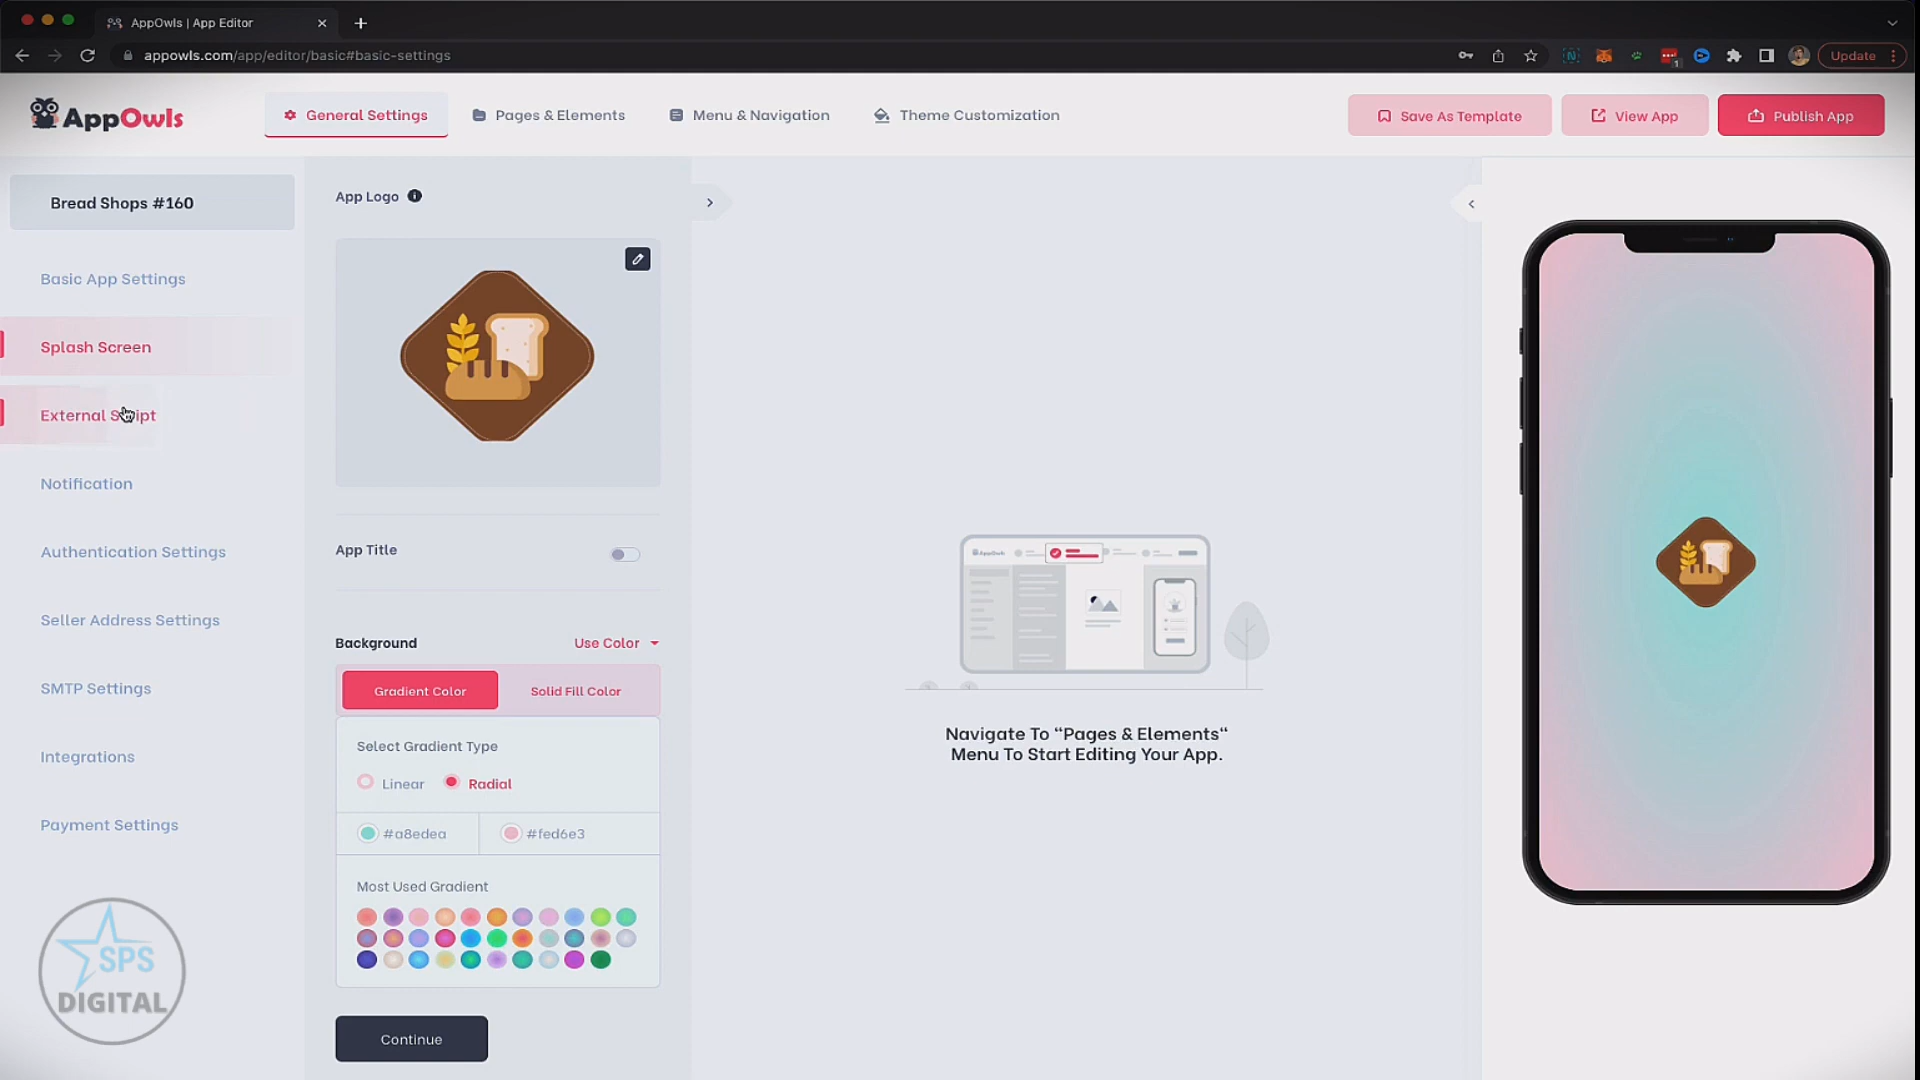 AppOwls | App Editor
appowls.com/app/editor/basic#basic-settings
1
Update
AppOwls
General Settings
Pages & Elements
Menu & Navigation
Theme Customization
Save As Template
View App
Publish App
Bread Shops #160
Basic App Settings
Splash Screen
External Script
Notification
Authentication Settings
Seller Address Settings
SMTP Settings
Integrations
Payment Settings
SPS
DIGITAL
App Logo
App Title
Background
Use Color
Gradient Color
Solid Fill Color
Select Gradient Type
Linear
Radial
#a8edea
#fed6e3
Most Used Gradient
Continue
AppOwls
Navigate To “Pages & Elements“
Menu To Start Editing Your App.